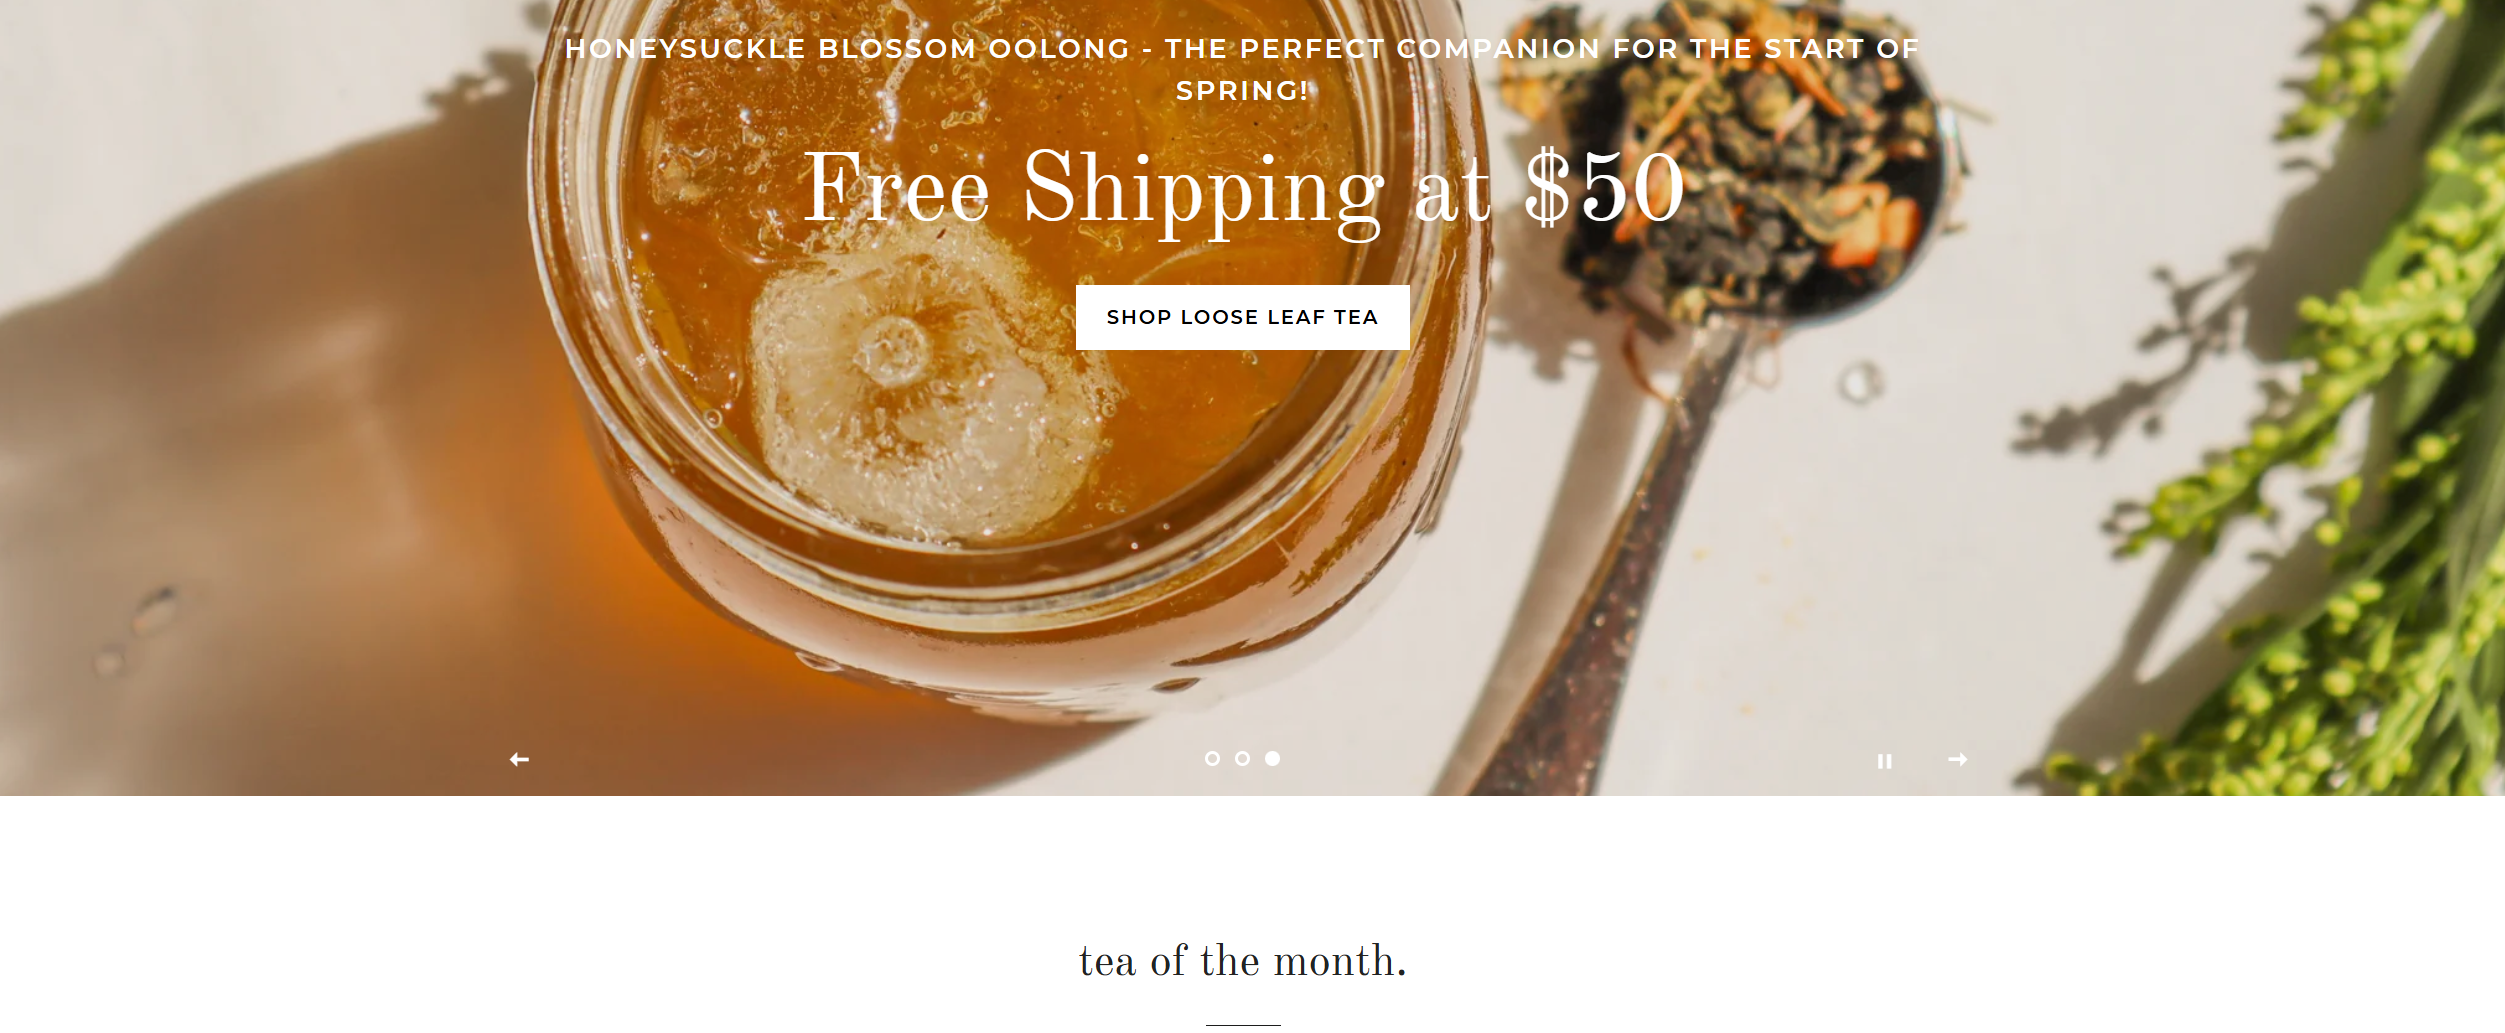 HONEYSUCKLE BLOSSOM OOLONG - THE PERFECT COMPANION FOR THE START OF
SPRING!
Free Shipping at $50
SHOP LOOSE LEAF TEA
tea of the month.